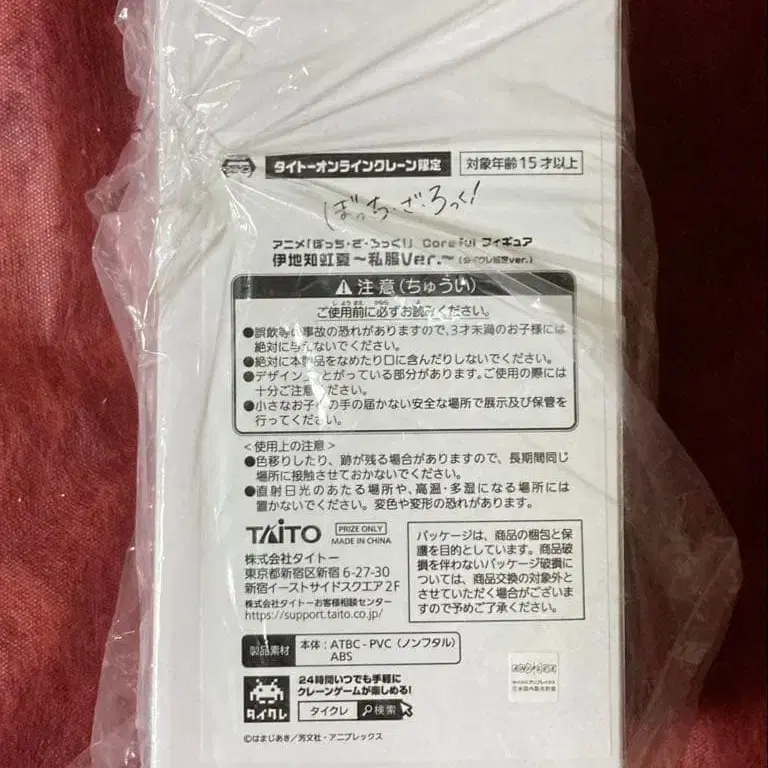 タイトーオンラインクレーン限定 対象年齢15才以上
ぼっち・ざ・ろっく!
アニメ「ぼっち・ざ・ろっく!」 Coreful フィギュア
伊地知虹夏～私服Ver.～(タイクレ限定ver.)
注意(ちゅうい)
ご使用前に必ずお読みください。
●誤飲等の事故の恐れがありますので、3才未満のお子様には
絶対に与えないでください。
●絶対に本製品をなめたり口に含んだりしないでください。
●デザイン上とがっている部分があります。ご使用の際には
十分ご注意ください。
●小さなお子様の手の届かない安全な場所で展示及び保管を
行ってください。
<使用上の注意>
●色移りしたり、跡が残る場合がありますので、長期間同じ
場所に接触させておかないでください。
●直射日光のあたる場所や、高温・多湿になる場所には
置かないでください。変色や変形の恐れがあります。
TAITO PRIZE ONLY
MADE IN CHINA
株式会社タイトー
東京都新宿区新宿 6-27-30
新宿イーストサイドスクエア 2F
株式会社タイトーお客様相談センター
https://support.taito.co.jp/
パッケージは、商品の梱包と保
護を目的としています。商品破
損を伴わないパッケージ破損
については、商品交換の対象外と
させていただく場合がございま
すので予めご了承ください。
製品素材 本体:ATBC-PVC(ノンフタル)
ABS
24時間いつでも手軽に
クレーンゲームが楽しめる!
タイクレ タイクレ 検索
©はまじあき/芳文社・アニプレックス